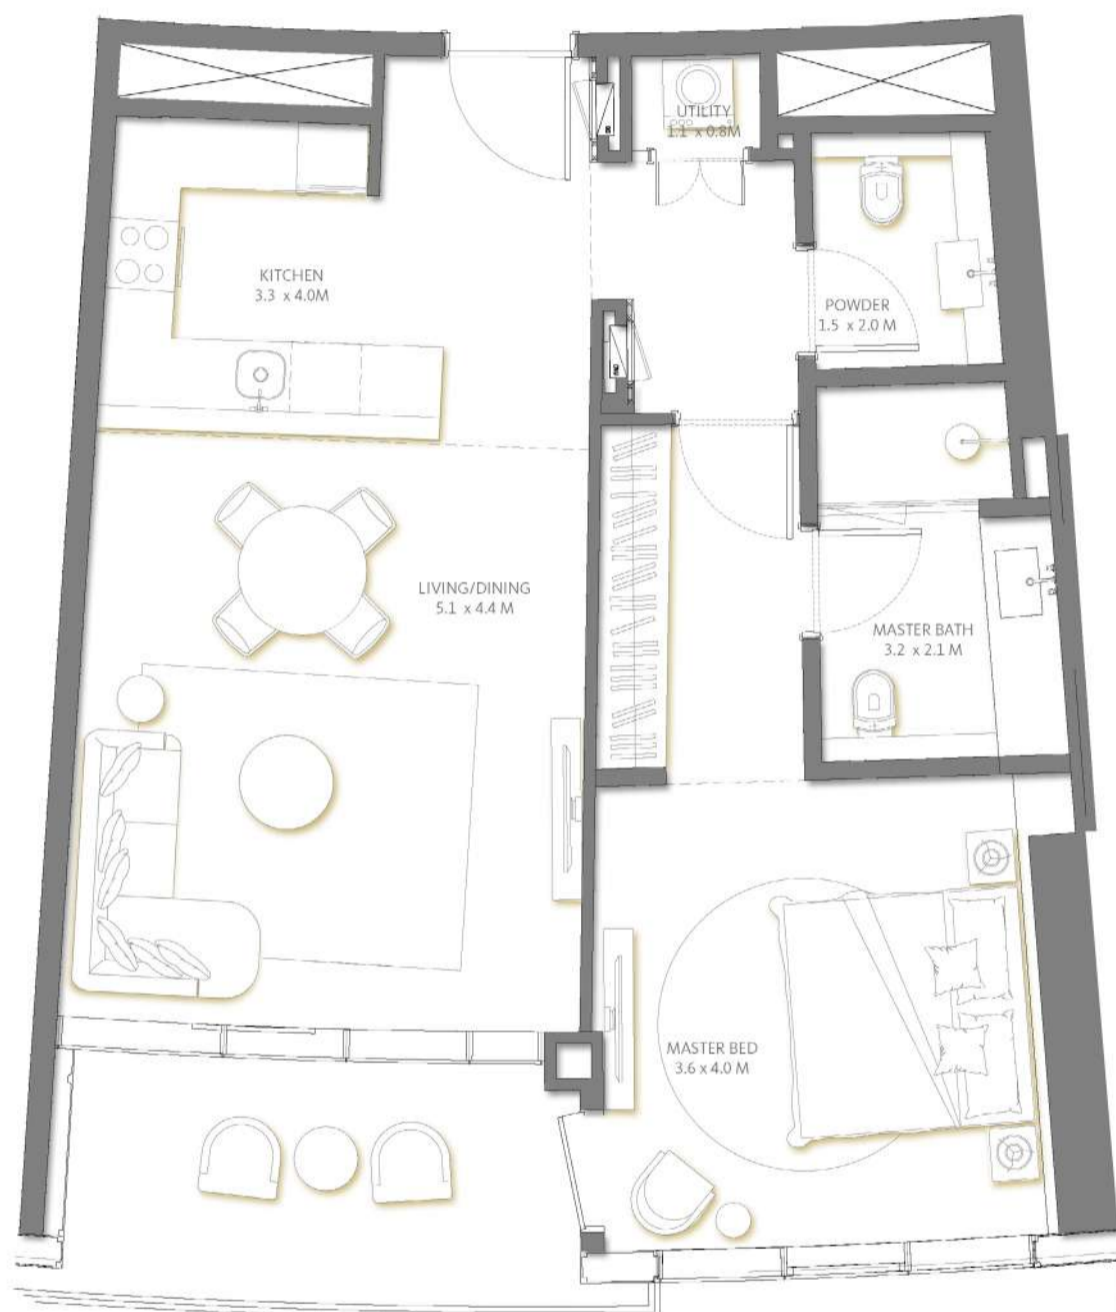 UTILITY
1.1 x 0.8M
KITCHEN
3.3 x 4.0M
POWDER
1.5 x 2.0 M
LIVING/DINING
5.1 x 4.4 M
MASTER BATH
3.2 x 2.1 M
MASTER BED
3.6 x 4.0 M